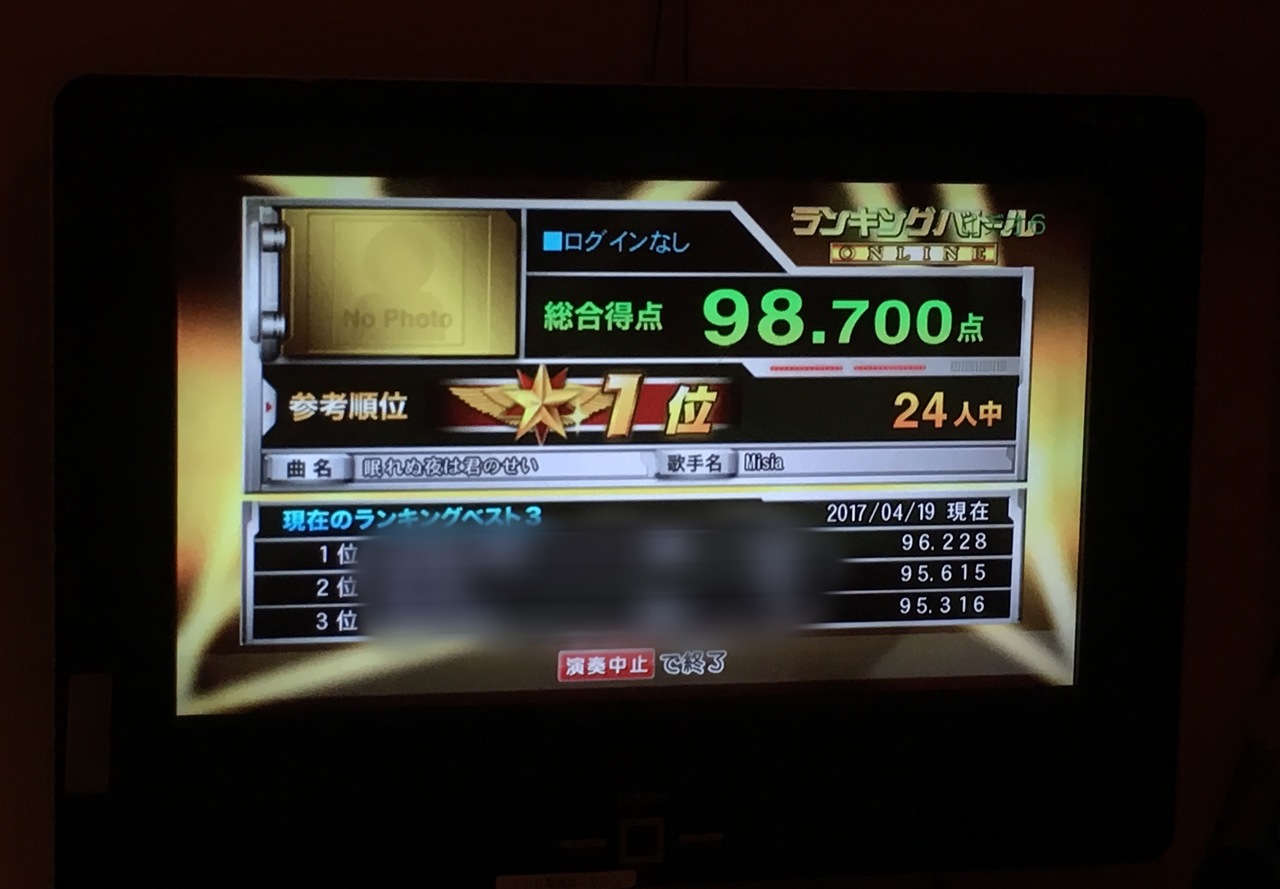 ランキングバトル
ONLINE
■ログインなし
No Photo
総合得点 98.700点
参考順位 1位 24人中
曲名 眠れぬ夜は君のせい 歌手名 Misia
現在のランキングベスト3 2017/04/19 現在
1位 96.228
2位 95.615
3位 95.316
演奏中止 で終了